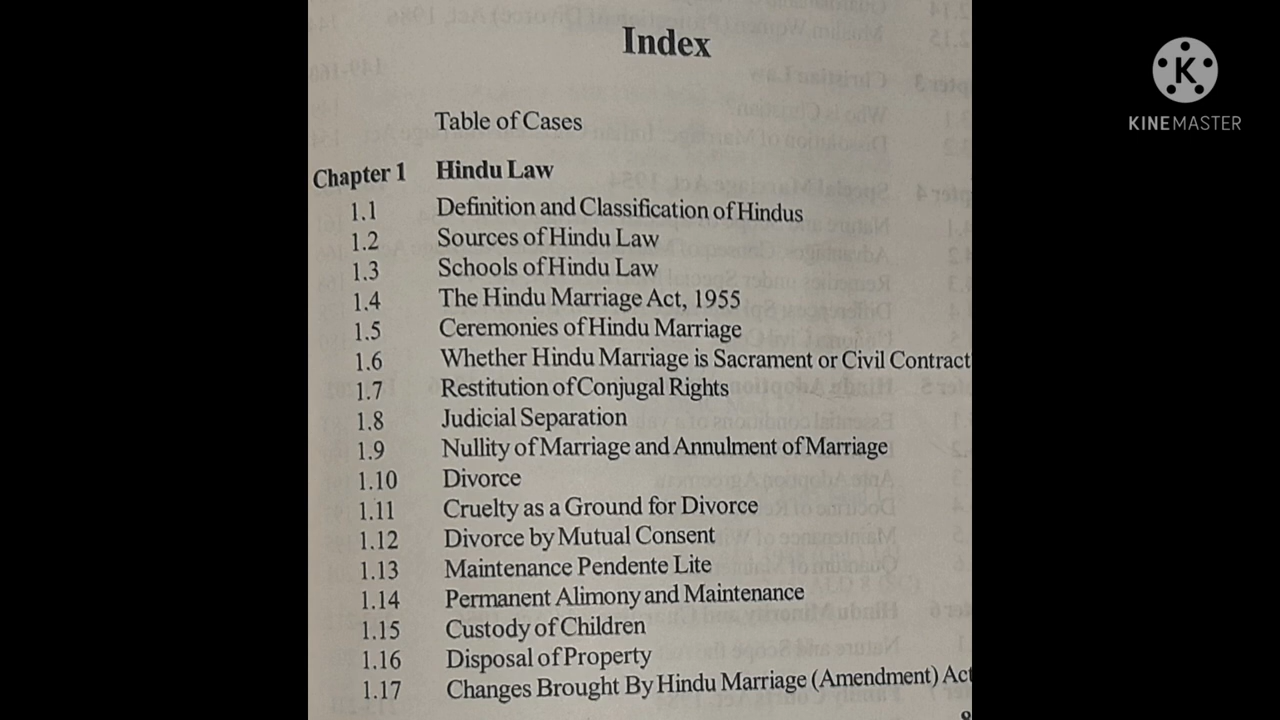 Index
Table of Cases
Chapter 1 Hindu Law
1.1 Definition and Classification of Hindus
1.2 Sources of Hindu Law
1.3 Schools of Hindu Law
1.4 The Hindu Marriage Act, 1955
1.5 Ceremonies of Hindu Marriage
1.6 Whether Hindu Marriage is Sacrament or Civil Contract
1.7 Restitution of Conjugal Rights
1.8 Judicial Separation
1.9 Nullity of Marriage and Annulment of Marriage
1.10 Divorce
1.11 Cruelty as a Ground for Divorce
1.12 Divorce by Mutual Consent
1.13 Maintenance Pendente Lite
1.14 Permanent Alimony and Maintenance
1.15 Custody of Children
1.16 Disposal of Property
1.17 Changes Brought By Hindu Marriage (Amendment) Act
K
KINEMASTER